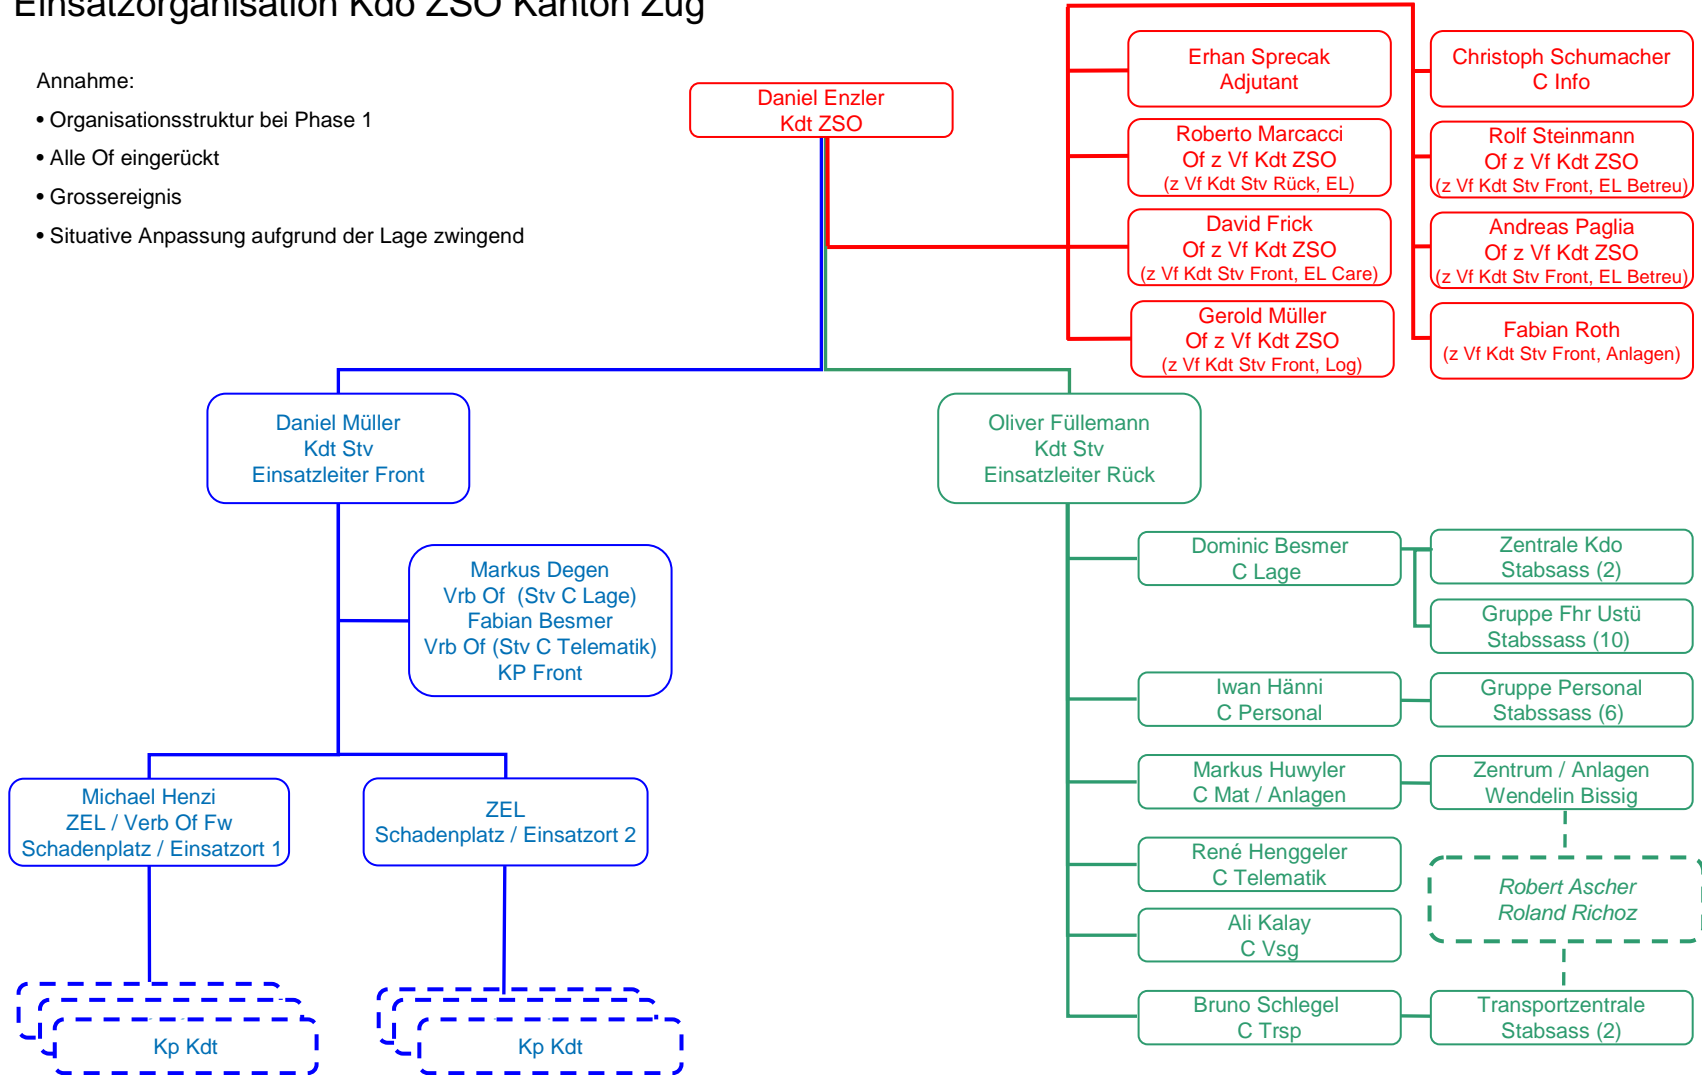 Einsatzorganisation Kdo ZSO Kanton Zug
Annahme:
• Organisationsstruktur bei Phase 1
• Alle Of eingerückt
• Grossereignis
• Situative Anpassung aufgrund der Lage zwingend
Daniel Enzler
Kdt ZSO
Erhan Sprecak
Adjutant
Christoph Schumacher
C Info
Roberto Marcacci
Of z Vf Kdt ZSO
(z Vf Kdt Stv Rück, EL)
Rolf Steinmann
Of z Vf Kdt ZSO
(z Vf Kdt Stv Front, EL Betreu)
David Frick
Of z Vf Kdt ZSO
(z Vf Kdt Stv Front, EL Care)
Andreas Paglia
Of z Vf Kdt ZSO
(z Vf Kdt Stv Front, EL Betreu)
Gerold Müller
Of z Vf Kdt ZSO
(z Vf Kdt Stv Front, Log)
Fabian Roth
(z Vf Kdt Stv Front, Anlagen)
Daniel Müller
Kdt Stv
Einsatzleiter Front
Oliver Füllemann
Kdt Stv
Einsatzleiter Rück
Markus Degen
Vrb Of  (Stv C Lage)
Fabian Besmer
Vrb Of (Stv C Telematik)
KP Front
Michael Henzi
ZEL / Verb Of Fw
Schadenplatz / Einsatzort 1
ZEL
Schadenplatz / Einsatzort 2
Kp Kdt
Kp Kdt
Dominic Besmer
C Lage
Zentrale Kdo
Stabsass (2)
Gruppe Fhr Ustü
Stabssass (10)
Iwan Hänni
C Personal
Gruppe Personal
Stabssass (6)
Markus Huwyler
C Mat / Anlagen
Zentrum / Anlagen
Wendelin Bissig
René Henggeler
C Telematik
Robert Ascher
Roland Richoz
Ali Kalay
C Vsg
Bruno Schlegel
C Trsp
Transportzentrale
Stabsass (2)